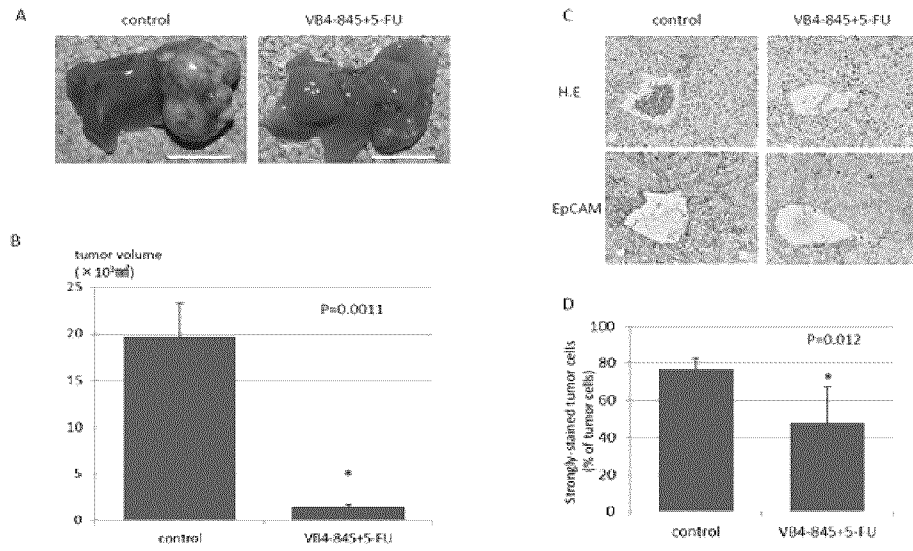 A
control
VB4-845+5-FU
B
tumor volume
25
20
15
10
5
0
P=0.0011
*
control
VB4-845+5-FU
C
control
VB4-845+5-FU
H.E
EpCAM
D
Strongly-stained tumor cells
(% of tumor cells)
100
80
60
40
20
0
P=0.012
*
control
VB4-845+5-FU